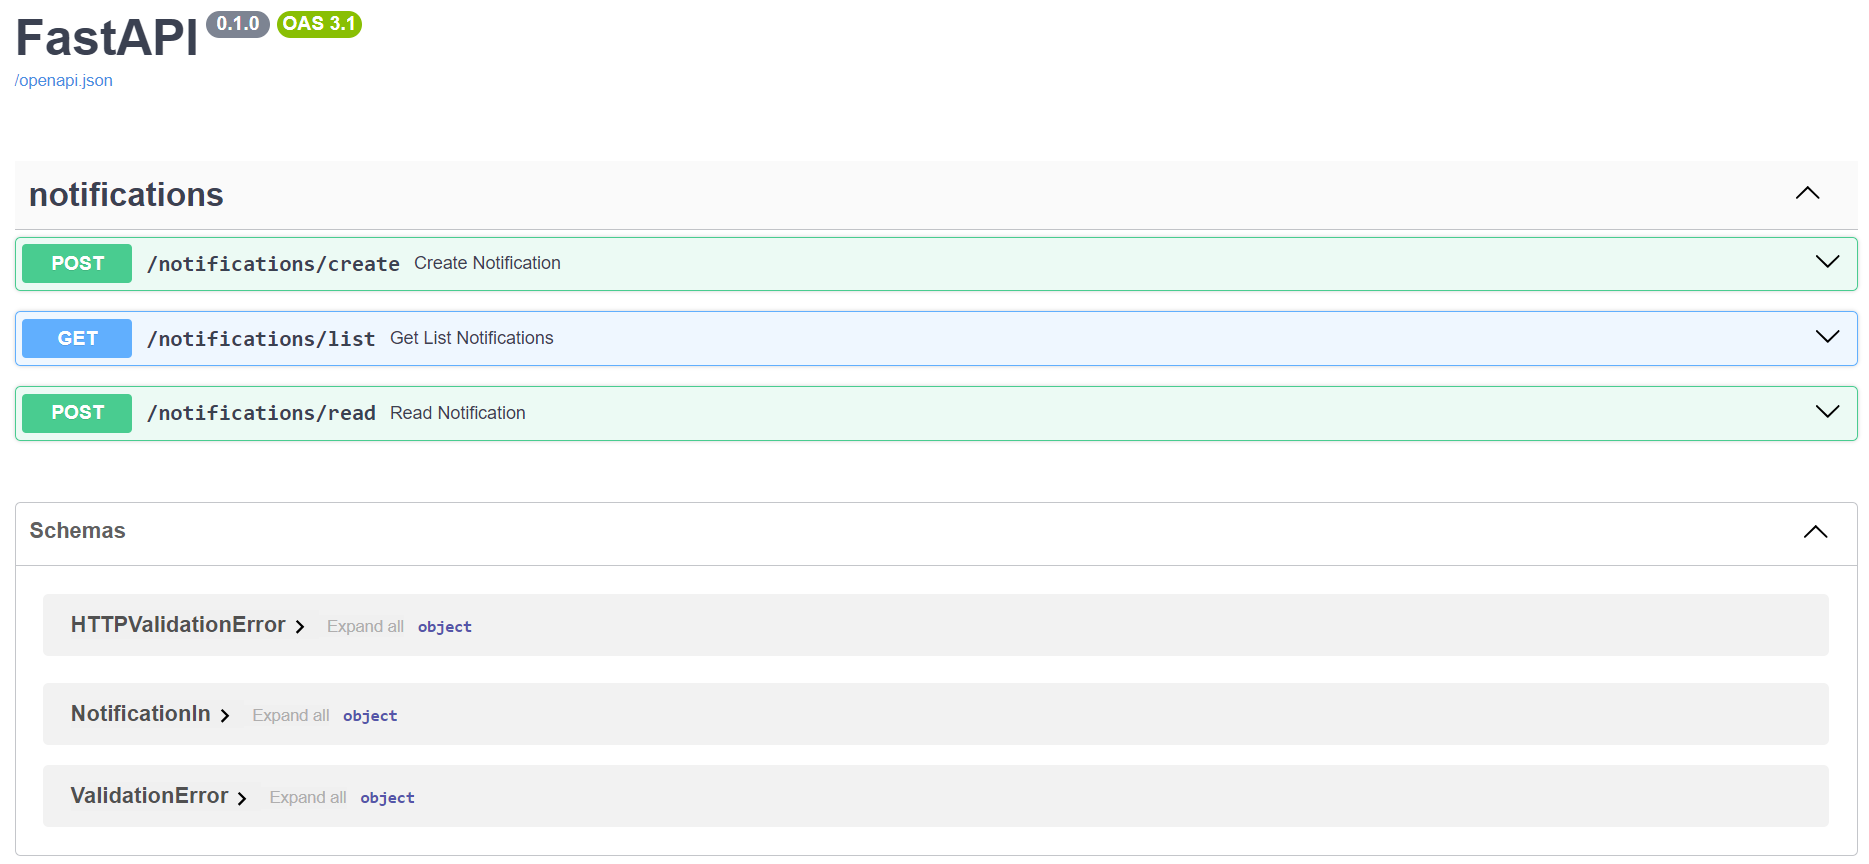 FastAPI 0.1.0 OAS 3.1
/openapi.json
notifications
POST /notifications/create Create Notification
GET /notifications/list Get List Notifications
POST /notifications/read Read Notification
Schemas
HTTPValidationError Expand all object
NotificationIn Expand all object
ValidationError Expand all object